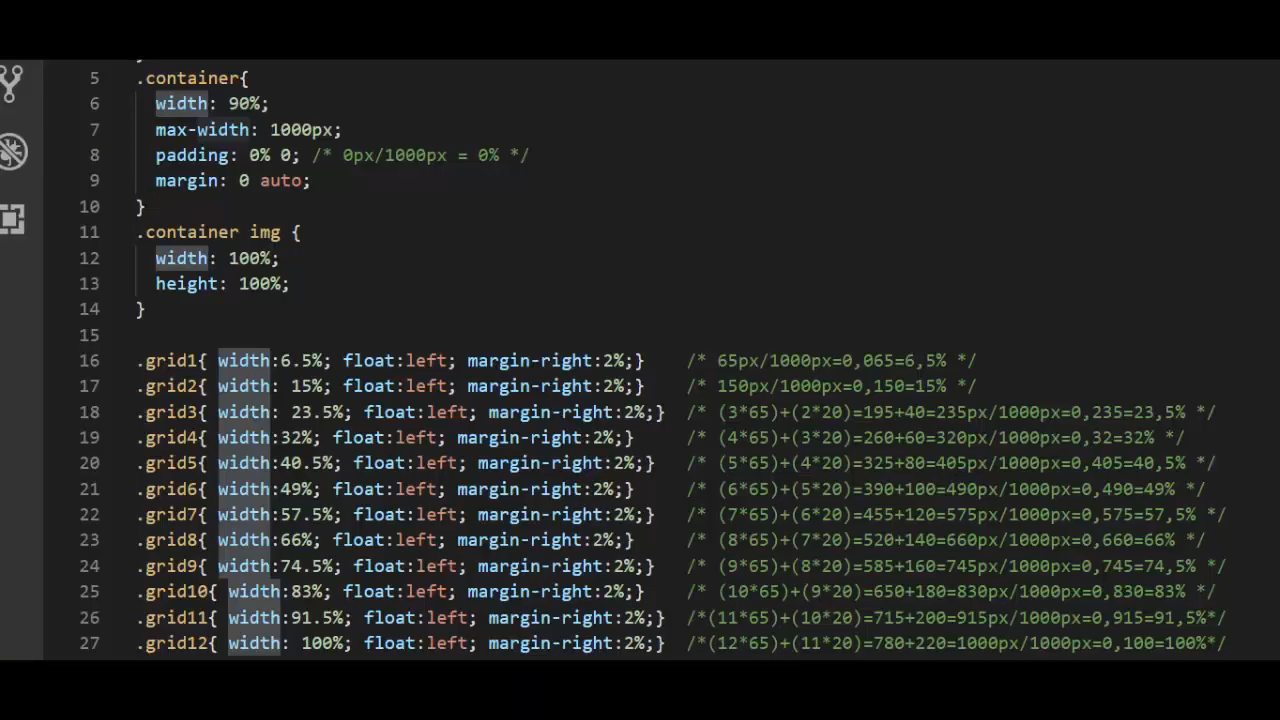 5 .container{
6 width: 90%;
7 max-width: 1000px;
8 padding: 0% 0; /* 0px/1000px = 0% */
9 margin: 0 auto;
10 }
11 .container img {
12 width: 100%;
13 height: 100%;
14 }
15
16 .grid1{ width:6.5%; float:left; margin-right:2%;} /* 65px/1000px=0,065=6,5% */
17 .grid2{ width: 15%; float:left; margin-right:2%;} /* 150px/1000px=0,150=15% */
18 .grid3{ width: 23.5%; float:left; margin-right:2%;} /* (3*65)+(2*20)=195+40=235px/1000px=0,235=23,5% */
19 .grid4{ width:32%; float:left; margin-right:2%;} /* (4*65)+(3*20)=260+60=320px/1000px=0,32=32% */
20 .grid5{ width:40.5%; float:left; margin-right:2%;} /* (5*65)+(4*20)=325+80=405px/1000px=0,405=40,5% */
21 .grid6{ width:49%; float:left; margin-right:2%;} /* (6*65)+(5*20)=390+100=490px/1000px=0,490=49% */
22 .grid7{ width:57.5%; float:left; margin-right:2%;} /* (7*65)+(6*20)=455+120=575px/1000px=0,575=57,5% */
23 .grid8{ width:66%; float:left; margin-right:2%;} /* (8*65)+(7*20)=520+140=660px/1000px=0,660=66% */
24 .grid9{ width:74.5%; float:left; margin-right:2%;} /* (9*65)+(8*20)=585+160=745px/1000px=0,745=74,5% */
25 .grid10{ width:83%; float:left; margin-right:2%;} /* (10*65)+(9*20)=650+180=830px/1000px=0,830=83% */
26 .grid11{ width:91.5%; float:left; margin-right:2%;} /*(11*65)+(10*20)=715+200=915px/1000px=0,915=91,5%*/
27 .grid12{ width: 100%; float:left; margin-right:2%;} /*(12*65)+(11*20)=780+220=1000px/1000px=0,100=100%*/